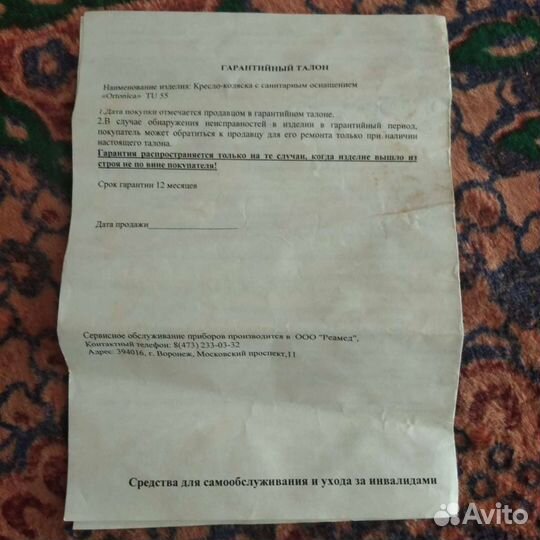 ГАРАНТИЙНЫЙ ТАЛОН
Наименование изделия: Кресло-коляска с санитарным оснащением
«Ortonica» TU 55
1.Дата покупки отмечается продавцом в гарантийном талоне.
2.В случае обнаружения неисправностей в изделии в гарантийный период,
покупатель может обратиться к продавцу для его ремонта только при наличии
настоящего талона.
Гарантия распространяется только на те случаи, когда изделие вышло из
строя не по вине покупателя!
Срок гарантии 12 месяцев
Дата продажи______________________
Сервисное обслуживание приборов производится в ООО "Реамед",
Контактный телефон: 8(473) 233-03-32
Адрес: 394016, г. Воронеж, Московский проспект,11
Средства для самообслуживания и ухода за инвалидами
Avito